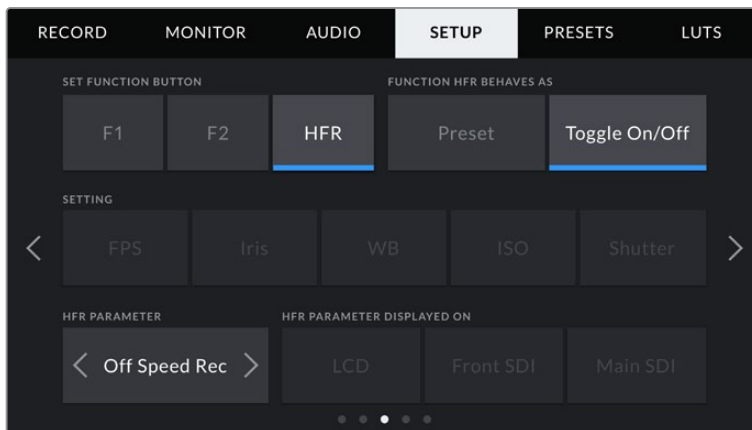 RECORD MONITOR AUDIO SETUP PRESETS LUTS
SET FUNCTION BUTTON FUNCTION HFR BEHAVES AS
F1 F2 HFR Preset Toggle On/Off
SETTING
FPS Iris WB ISO Shutter
HFR PARAMETER HFR PARAMETER DISPLAYED ON
Off Speed Rec LCD Front SDI Main SDI